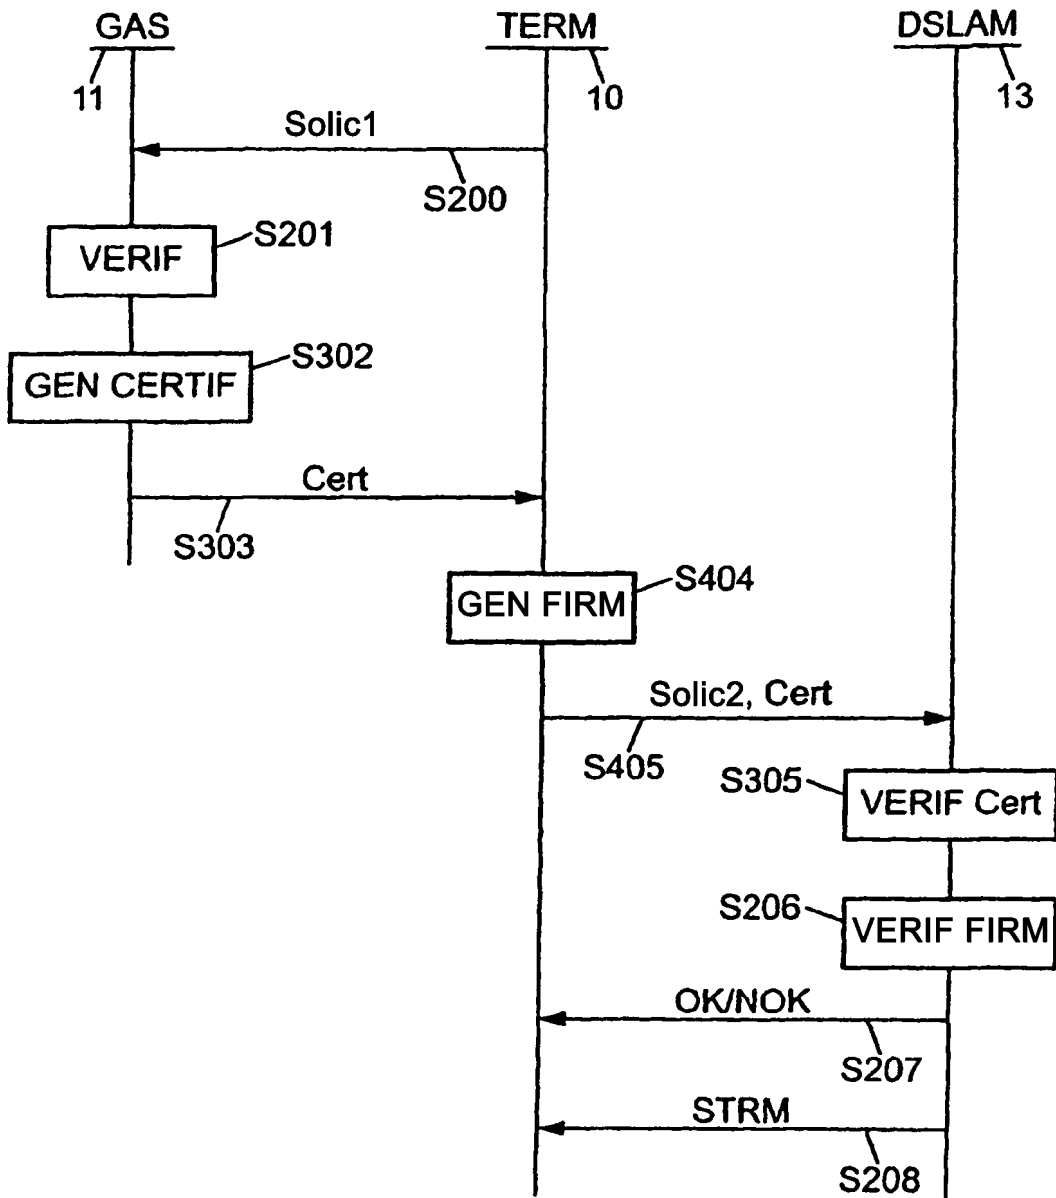 GAS
TERM
DSLAM
11
10
13
Solic1
S200
VERIF
S201
GEN CERTIF
S302
Cert
S303
GEN FIRM
S404
Solic2, Cert
S405
S305
VERIF Cert
S206
VERIF FIRM
OK/NOK
S207
STRM
S208